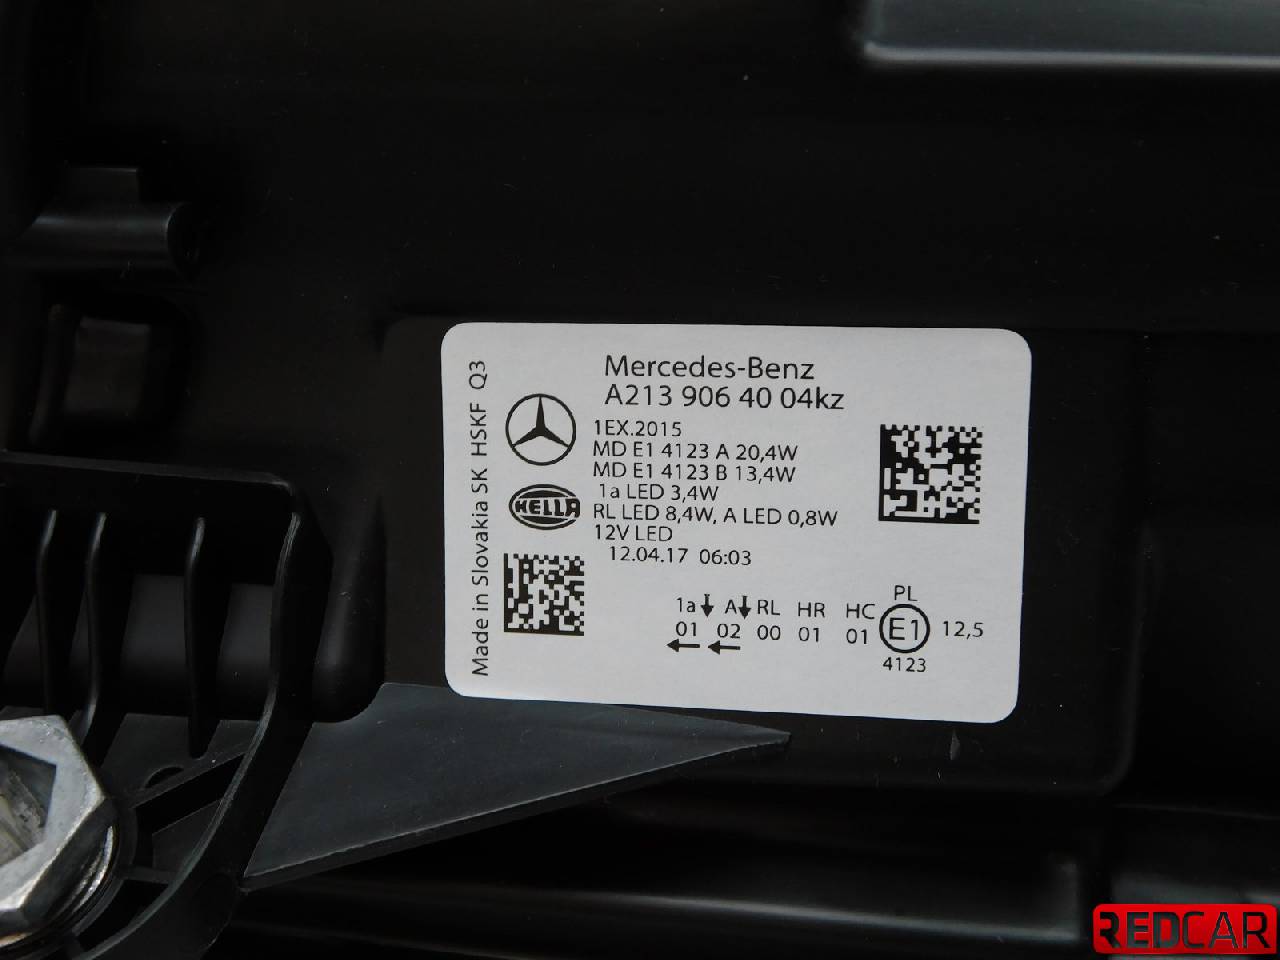 Mercedes-Benz
A213 906 40 04kz
Made in Slovakia SK HSKF Q3
1EX.2015
MD E1 4123 A 20,4W
MD E1 4123 B 13,4W
1a LED 3,4W
HELLA
RL LED 8,4W, A LED 0,8W
12V LED
12.04.17 06:03
PL
1a A RL HR HC
E1
12,5
01 02 00 01 01
4123
REDCAR